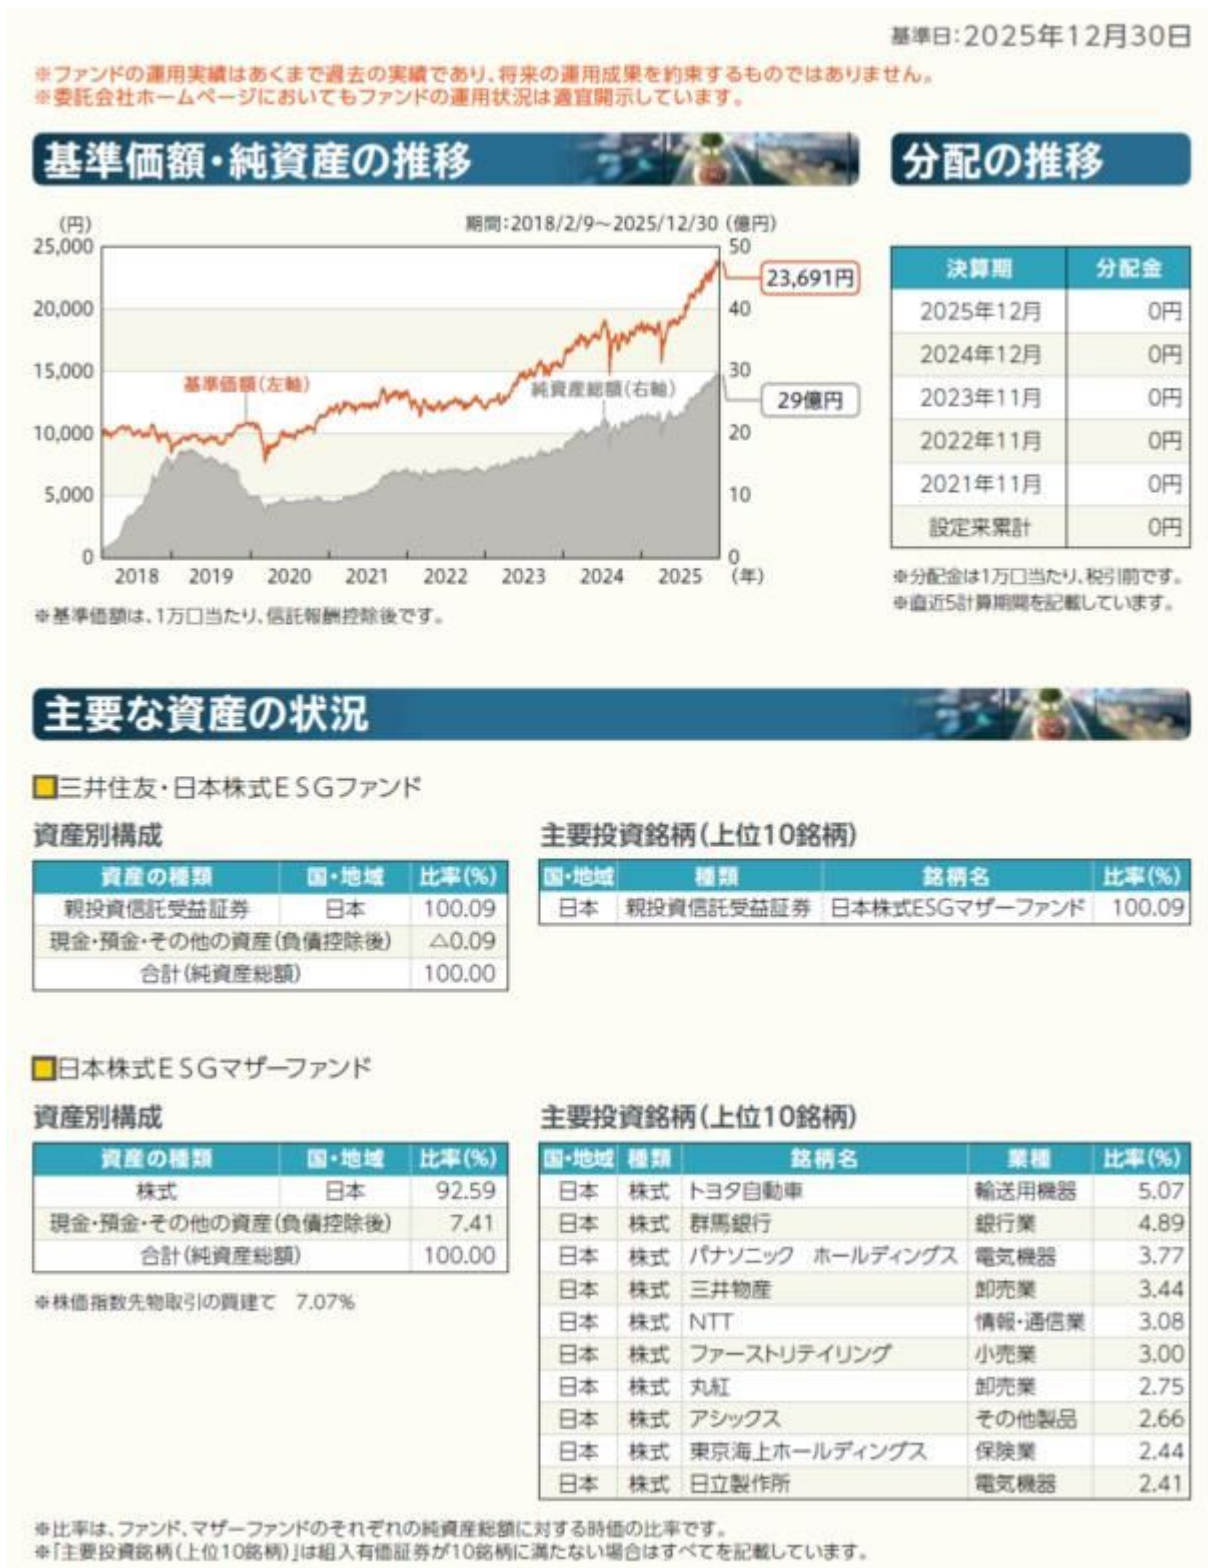 基準日:2025年12月30日
※ファンドの運用実績はあくまで過去の実績であり、将来の運用成果を約束するものではありません。
※委託会社ホームページにおいてもファンドの運用状況は適宜開示しています。
基準価額・純資産の推移
(円) 期間:2018/2/9~2025/12/30 (億円)
25,000 50
20,000 40
15,000 30
10,000 20
5,000 10
0 0
23,691円
29億円
基準価額(左軸)
純資産総額(右軸)
2018 2019 2020 2021 2022 2023 2024 2025 (年)
※基準価額は、1万口当たり、信託報酬控除後です。
分配の推移
決算期 分配金
2025年12月 0円
2024年12月 0円
2023年11月 0円
2022年11月 0円
2021年11月 0円
設定来累計 0円
※分配金は1万口当たり、税引前です。
※直近5計算期間を記載しています。
主要な資産の状況
三井住友・日本株式ESGファンド
資産別構成
資産の種類 国・地域 比率(%)
親投資信託受益証券 日本 100.09
現金・預金・その他の資産(負債控除後) △0.09
合計(純資産総額) 100.00
主要投資銘柄(上位10銘柄)
国・地域 種類 銘柄名 比率(%)
日本 親投資信託受益証券 日本株式ESGマザーファンド 100.09
日本株式ESGマザーファンド
資産別構成
資産の種類 国・地域 比率(%)
株式 日本 92.59
現金・預金・その他の資産(負債控除後) 7.41
合計(純資産総額) 100.00
※株価指数先物取引の買建て 7.07%
主要投資銘柄(上位10銘柄)
国・地域 種類 銘柄名 業種 比率(%)
日本 株式 トヨタ自動車 輸送用機器 5.07
日本 株式 群馬銀行 銀行業 4.89
日本 株式 パナソニック ホールディングス 電気機器 3.77
日本 株式 三井物産 卸売業 3.44
日本 株式 NTT 情報・通信業 3.08
日本 株式 ファーストリテイリング 小売業 3.00
日本 株式 丸紅 卸売業 2.75
日本 株式 アシックス その他製品 2.66
日本 株式 東京海上ホールディングス 保険業 2.44
日本 株式 日立製作所 電気機器 2.41
※比率は、ファンド、マザーファンドのそれぞれの純資産総額に対する時価の比率です。
※「主要投資銘柄(上位10銘柄)」は組入有価証券が10銘柄に満たない場合はすべてを記載しています。